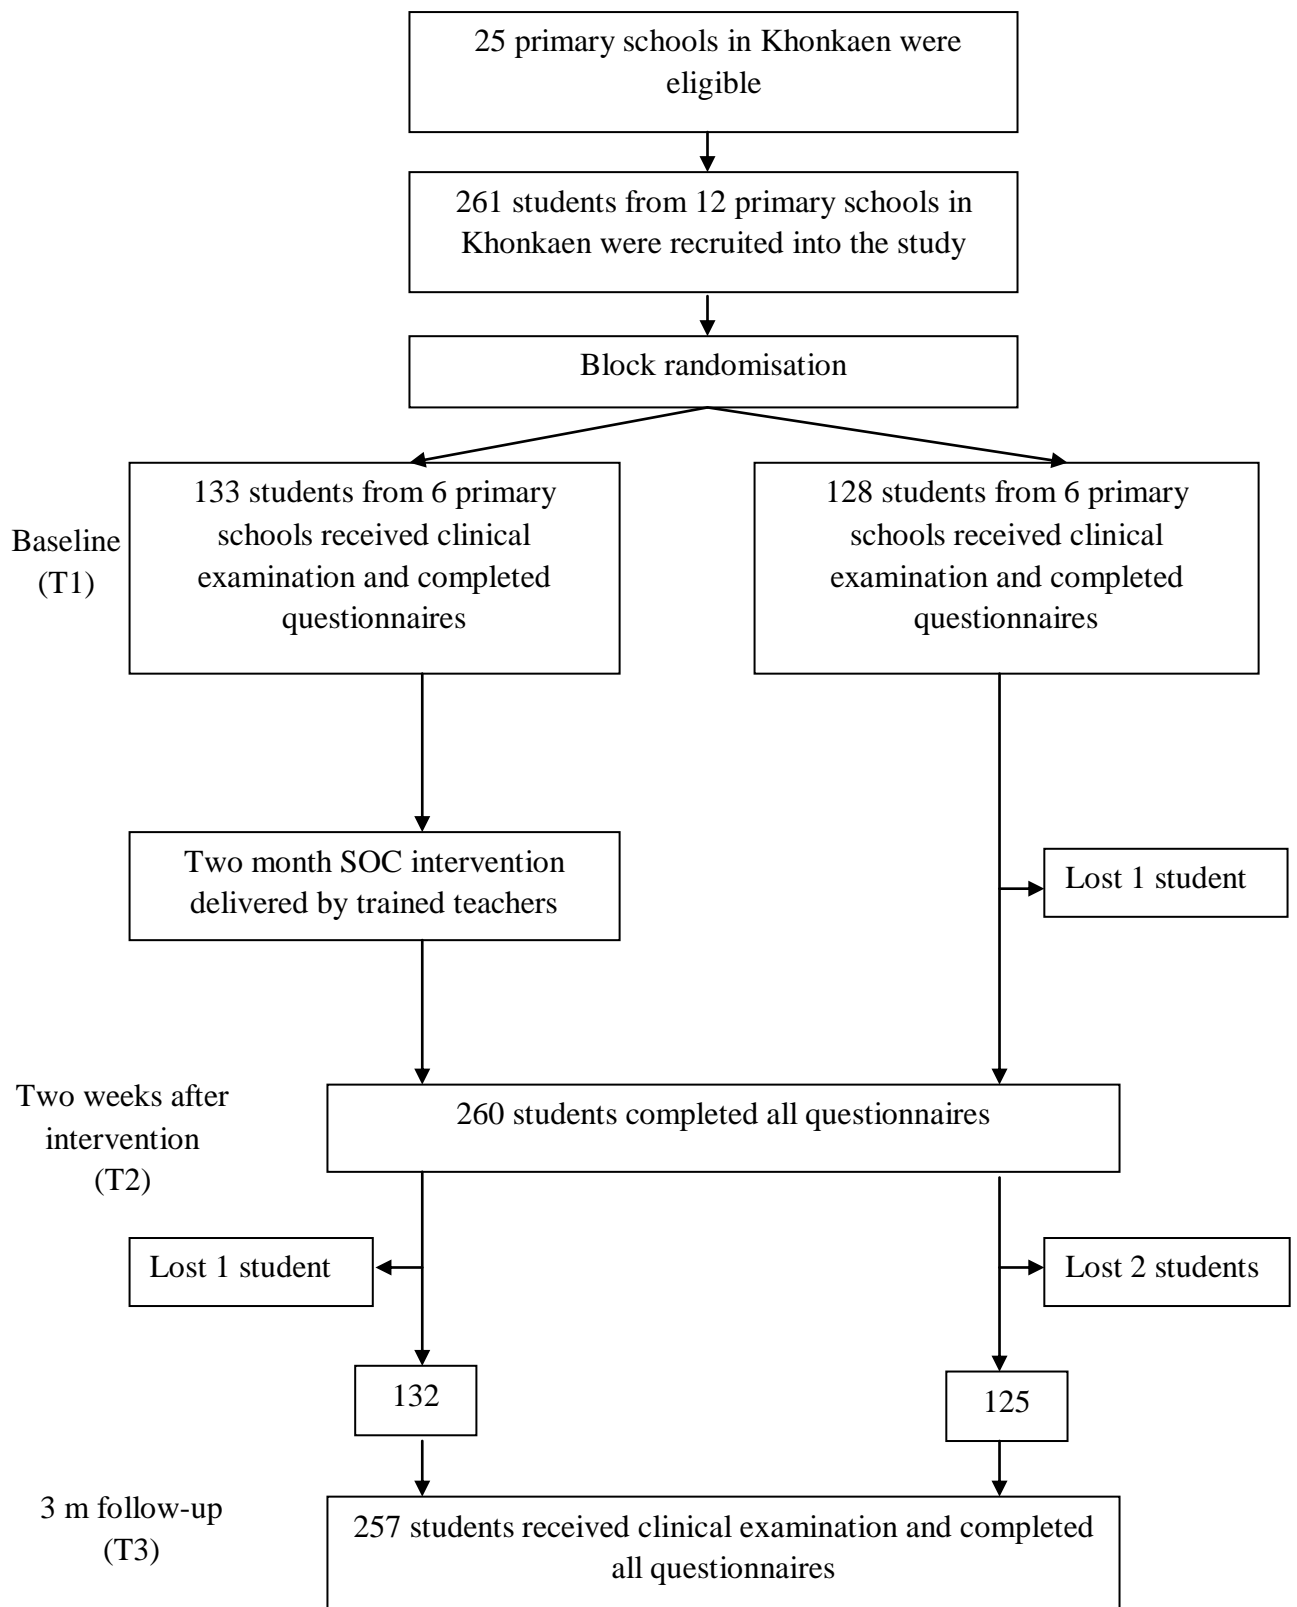 25 primary schools in Khonkaen were
eligible
261 students from 12 primary schools in
Khonkaen were recruited into the study
Block randomisation
Baseline
(T1)
133 students from 6 primary
schools received clinical
examination and completed
questionnaires
128 students from 6 primary
schools received clinical
examination and completed
questionnaires
Two month SOC intervention
delivered by trained teachers
Lost 1 student
Two weeks after
intervention
(T2)
260 students completed all questionnaires
Lost 1 student
Lost 2 students
132
125
3 m follow-up
(T3)
257 students received clinical examination and completed
all questionnaires